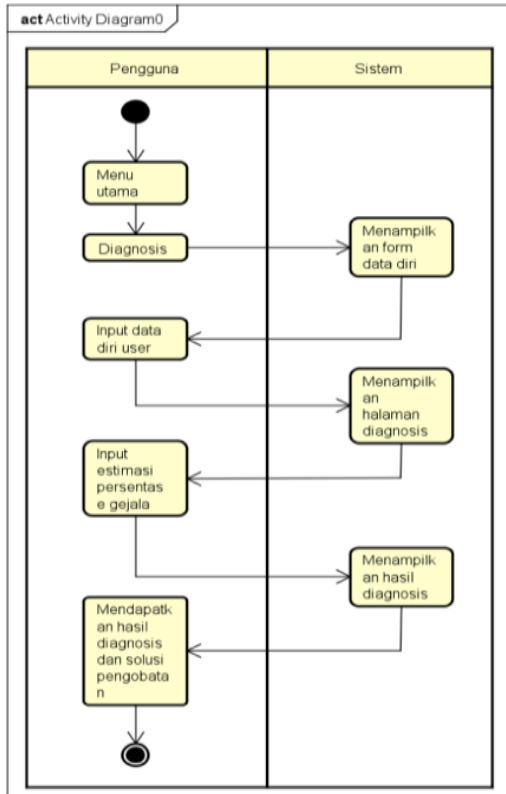 act Activity Diagram0
Pengguna
Sistem
Menu
utama
Diagnosis
Menampilk
an form
data diri
Input data
diri user
Menampilk
an
halaman
diagnosis
Input
estimasi
persentas
e gejala
Menampilk
an hasil
diagnosis
Mendapatk
an hasil
diagnosis
dan solusi
pengobata
n